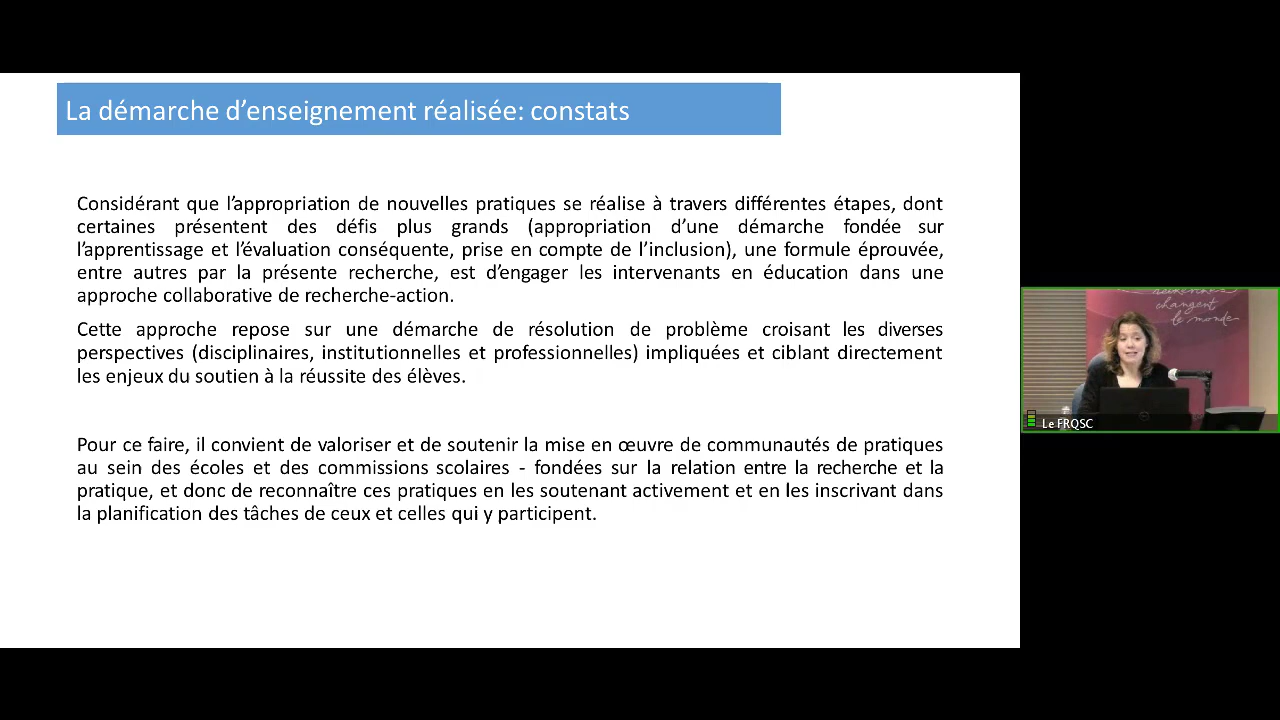 La démarche d’enseignement réalisée: constats
Considérant que l’appropriation de nouvelles pratiques se réalise à travers différentes étapes, dont
certaines présentent des défis plus grands (appropriation d’une démarche fondée sur
l’apprentissage et l’évaluation conséquente, prise en compte de l’inclusion), une formule éprouvée,
entre autres par la présente recherche, est d’engager les intervenants en éducation dans une
approche collaborative de recherche-action.
Cette approche repose sur une démarche de résolution de problème croisant les diverses
perspectives (disciplinaires, institutionnelles et professionnelles) impliquées et ciblant directement
les enjeux du soutien à la réussite des élèves.
Pour ce faire, il convient de valoriser et de soutenir la mise en œuvre de communautés de pratiques
au sein des écoles et des commissions scolaires - fondées sur la relation entre la recherche et la
pratique, et donc de reconnaître ces pratiques en les soutenant activement et en les inscrivant dans
la planification des tâches de ceux et celles qui y participent.
changent
le monde
Le FRQSC